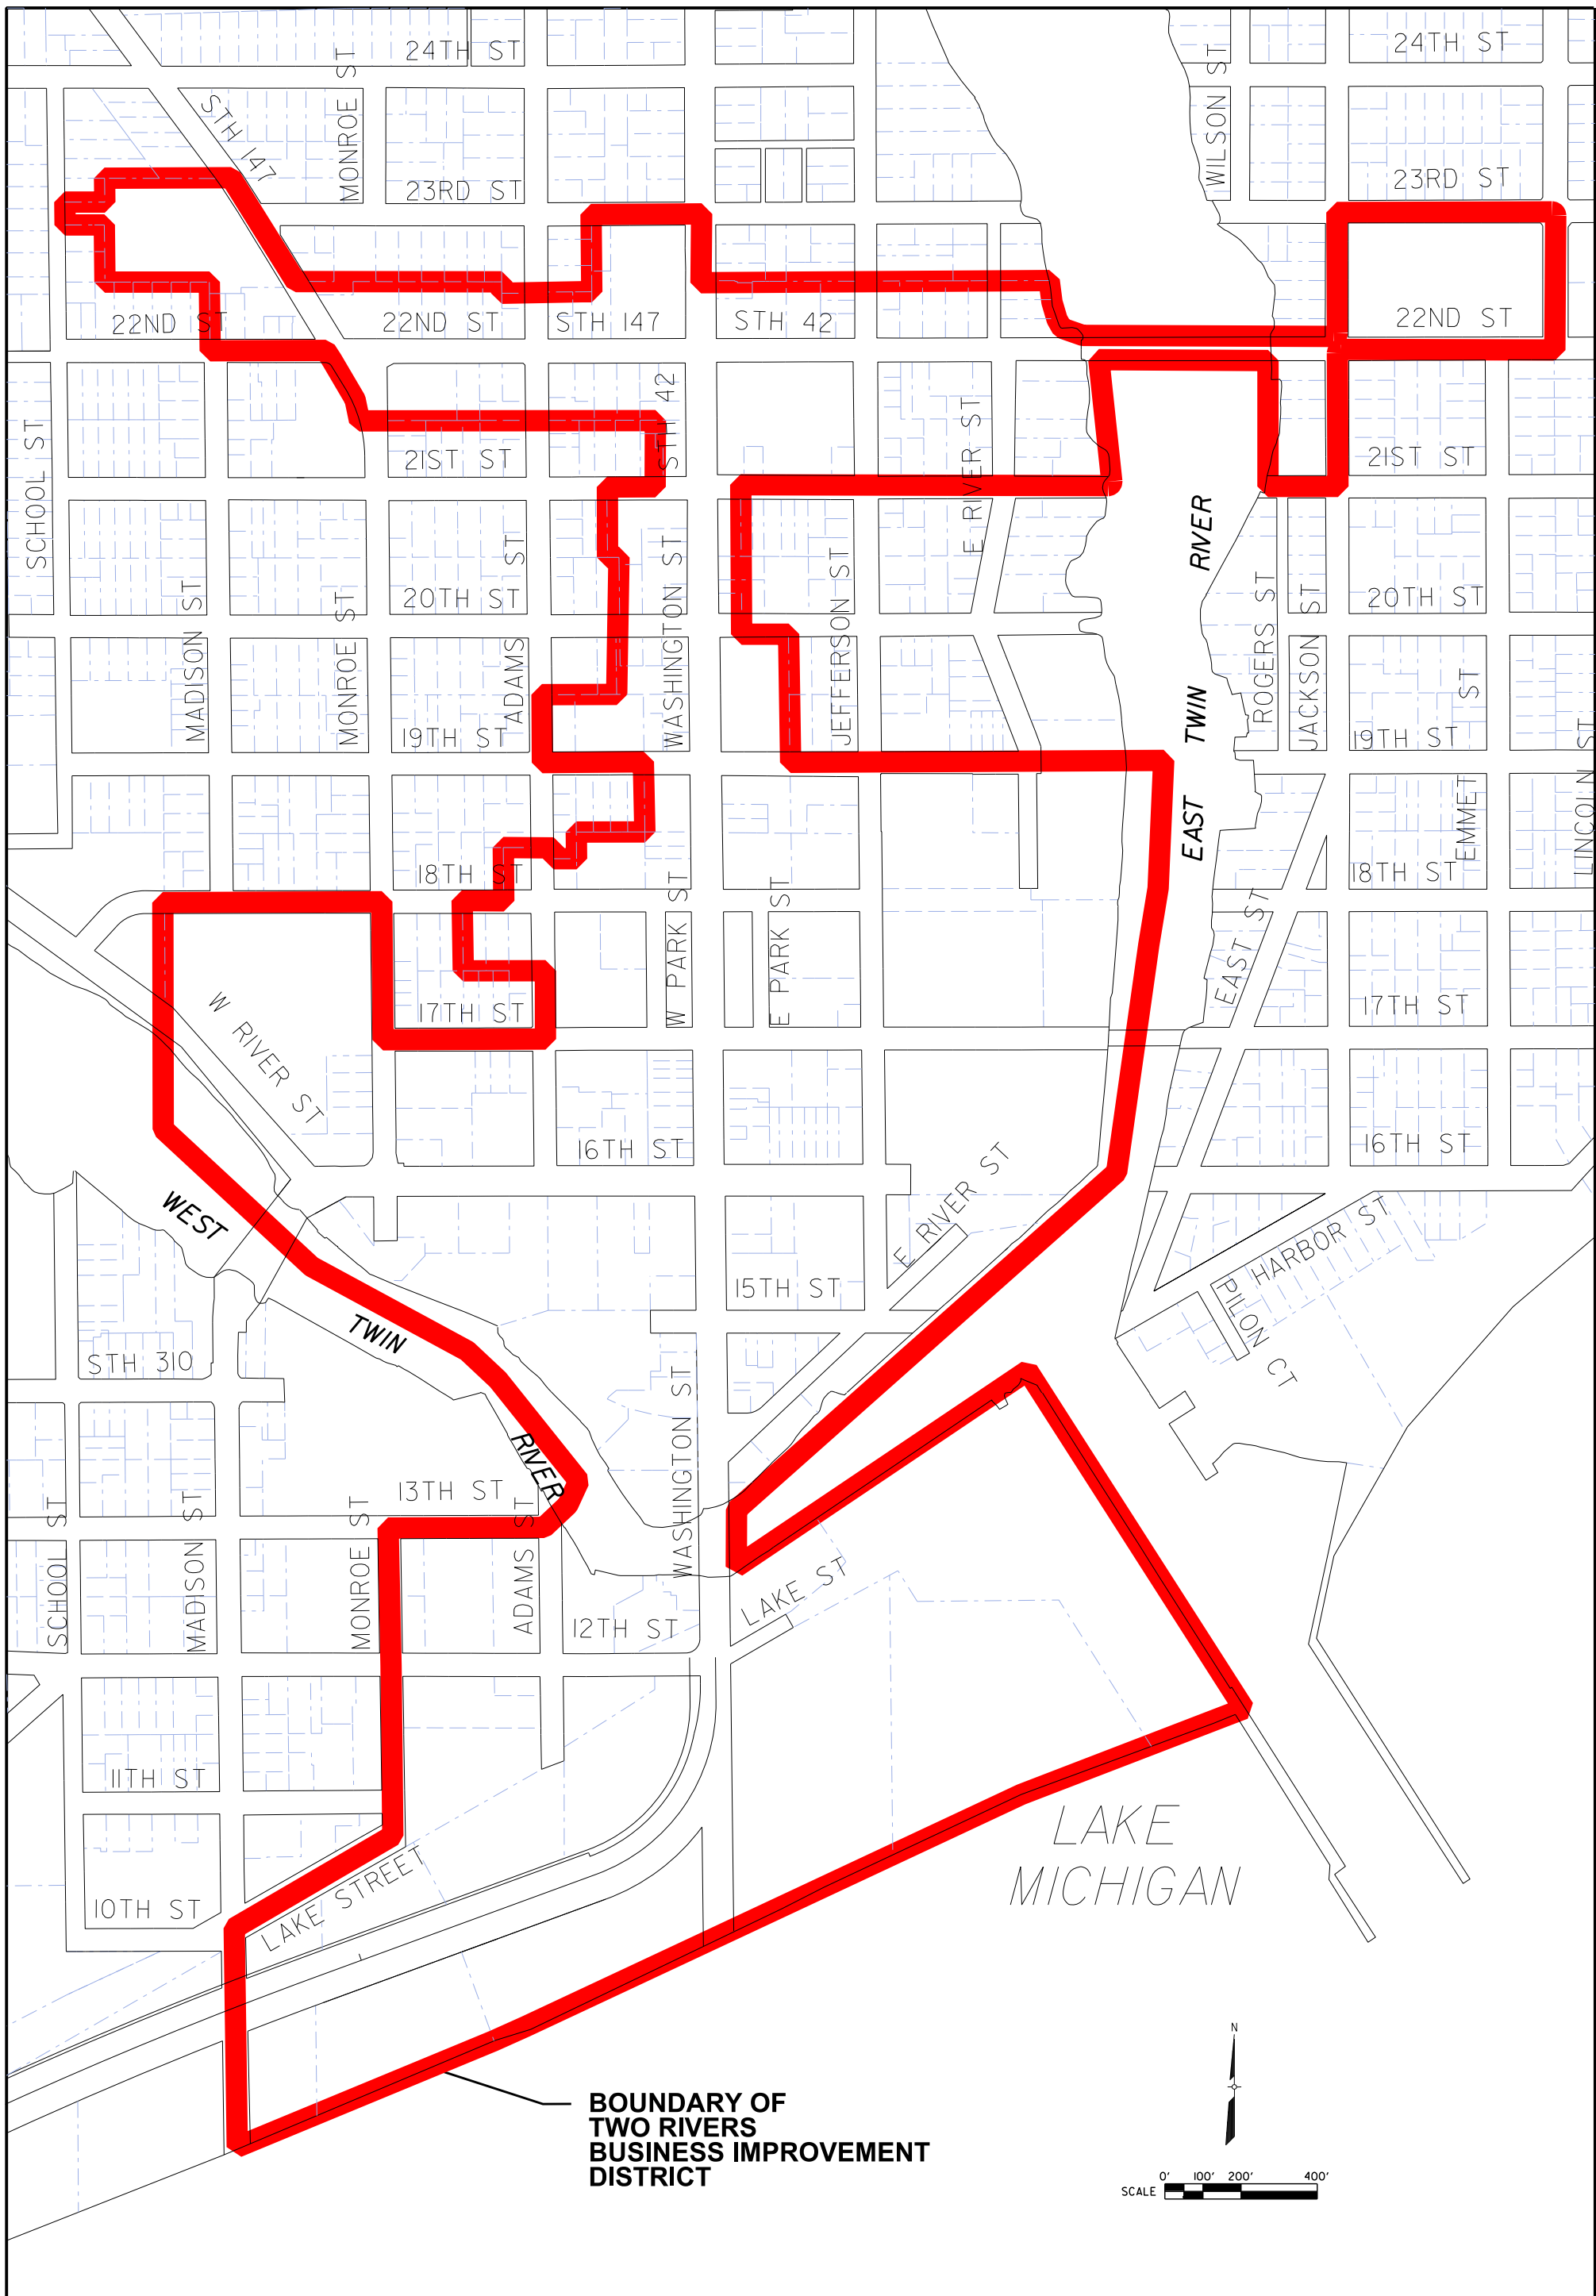 24TH ST
MONROE ST
STH 147
WILSON ST
24TH ST
23RD ST
23RD ST
22ND ST
22ND ST
STH 147
STH 42
22ND ST
SCHOOL ST
21ST ST
STH 42
E RIVER ST
21ST ST
MADISON ST
MONROE ST
20TH ST
ADAMS ST
WASHINGTON ST
JEFFERSON ST
EAST TWIN RIVER
ROGERS ST
JACKSON ST
20TH ST
19TH ST
19TH ST
EMMET ST
LINCOLN ST
18TH ST
W PARK ST
E PARK ST
EAST ST
18TH ST
W RIVER ST
17TH ST
17TH ST
16TH ST
E RIVER ST
16TH ST
WEST TWIN RIVER
15TH ST
HARBOR ST
PILON CT
STH 310
WASHINGTON ST
13TH ST
SCHOOL ST
MADISON ST
MONROE ST
ADAMS ST
12TH ST
LAKE ST
11TH ST
10TH ST
LAKE STREET
LAKE
MICHIGAN
BOUNDARY OF
TWO RIVERS
BUSINESS IMPROVEMENT
DISTRICT
N
SCALE 0' 100' 200' 400'